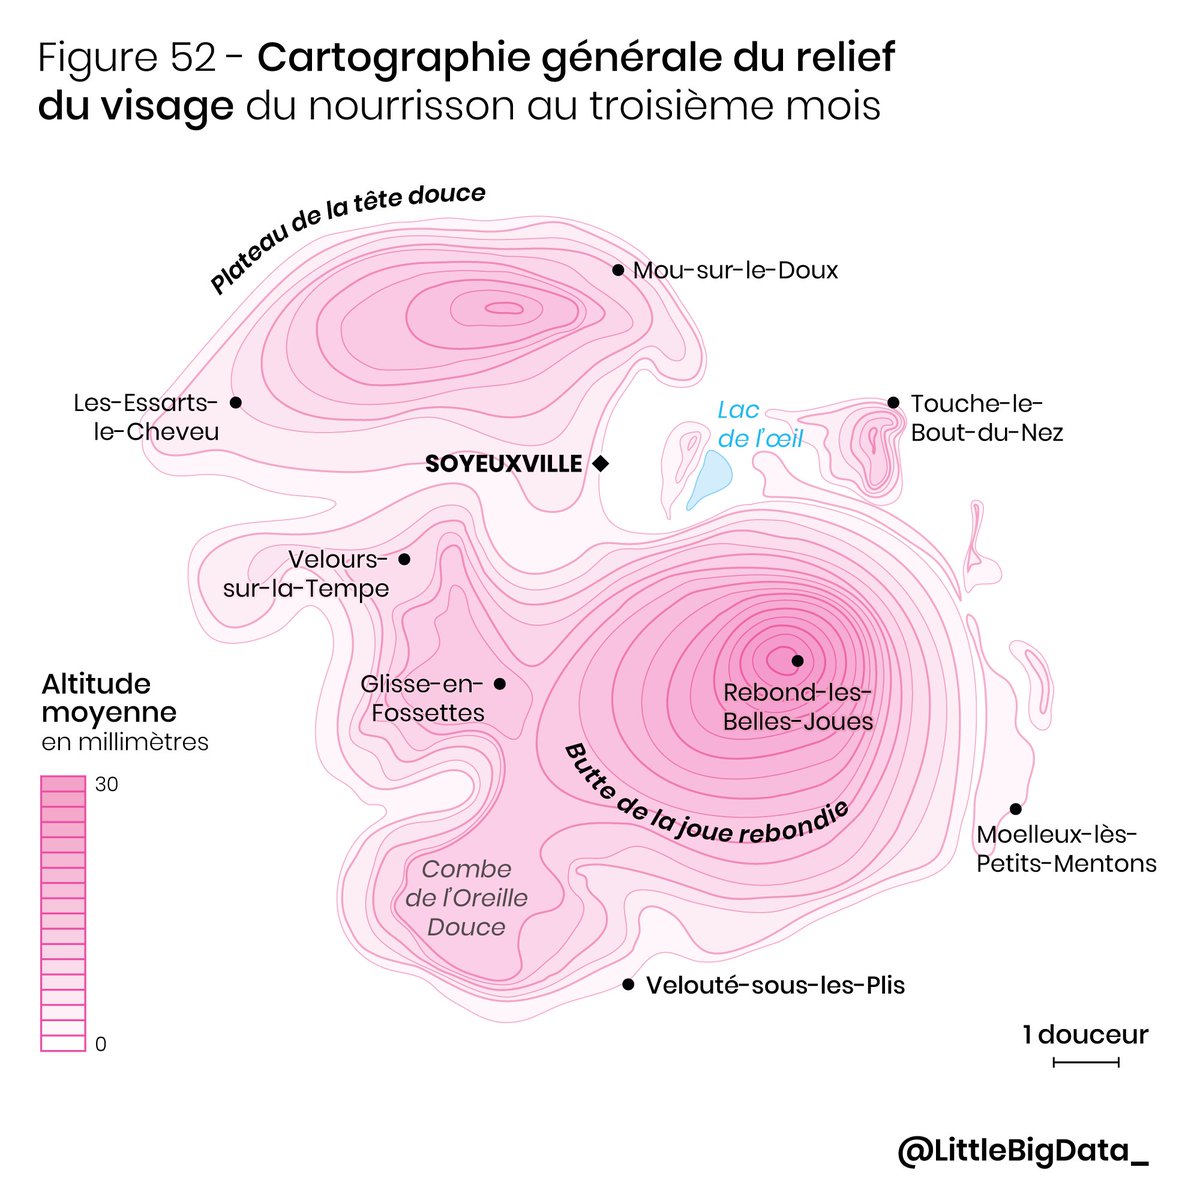 Figure 52 - Cartographie générale du relief
du visage du nourrisson au troisième mois
Plateau de la tête douce
Mou-sur-le-Doux
Les-Essarts-
le-Cheveu
Lac
de l'œil
Touche-le-
Bout-du-Nez
SOYEUXVILLE
Velours-
sur-la-Tempe
Glisse-en-
Fossettes
Rebond-les-
Belles-Joues
Butte de la joue rebondie
Altitude
moyenne
en millimètres
30
0
Moelleux-lès-
Petits-Mentons
Combe
de l'Oreille
Douce
Velouté-sous-les-Plis
1 douceur
@LittleBigData_